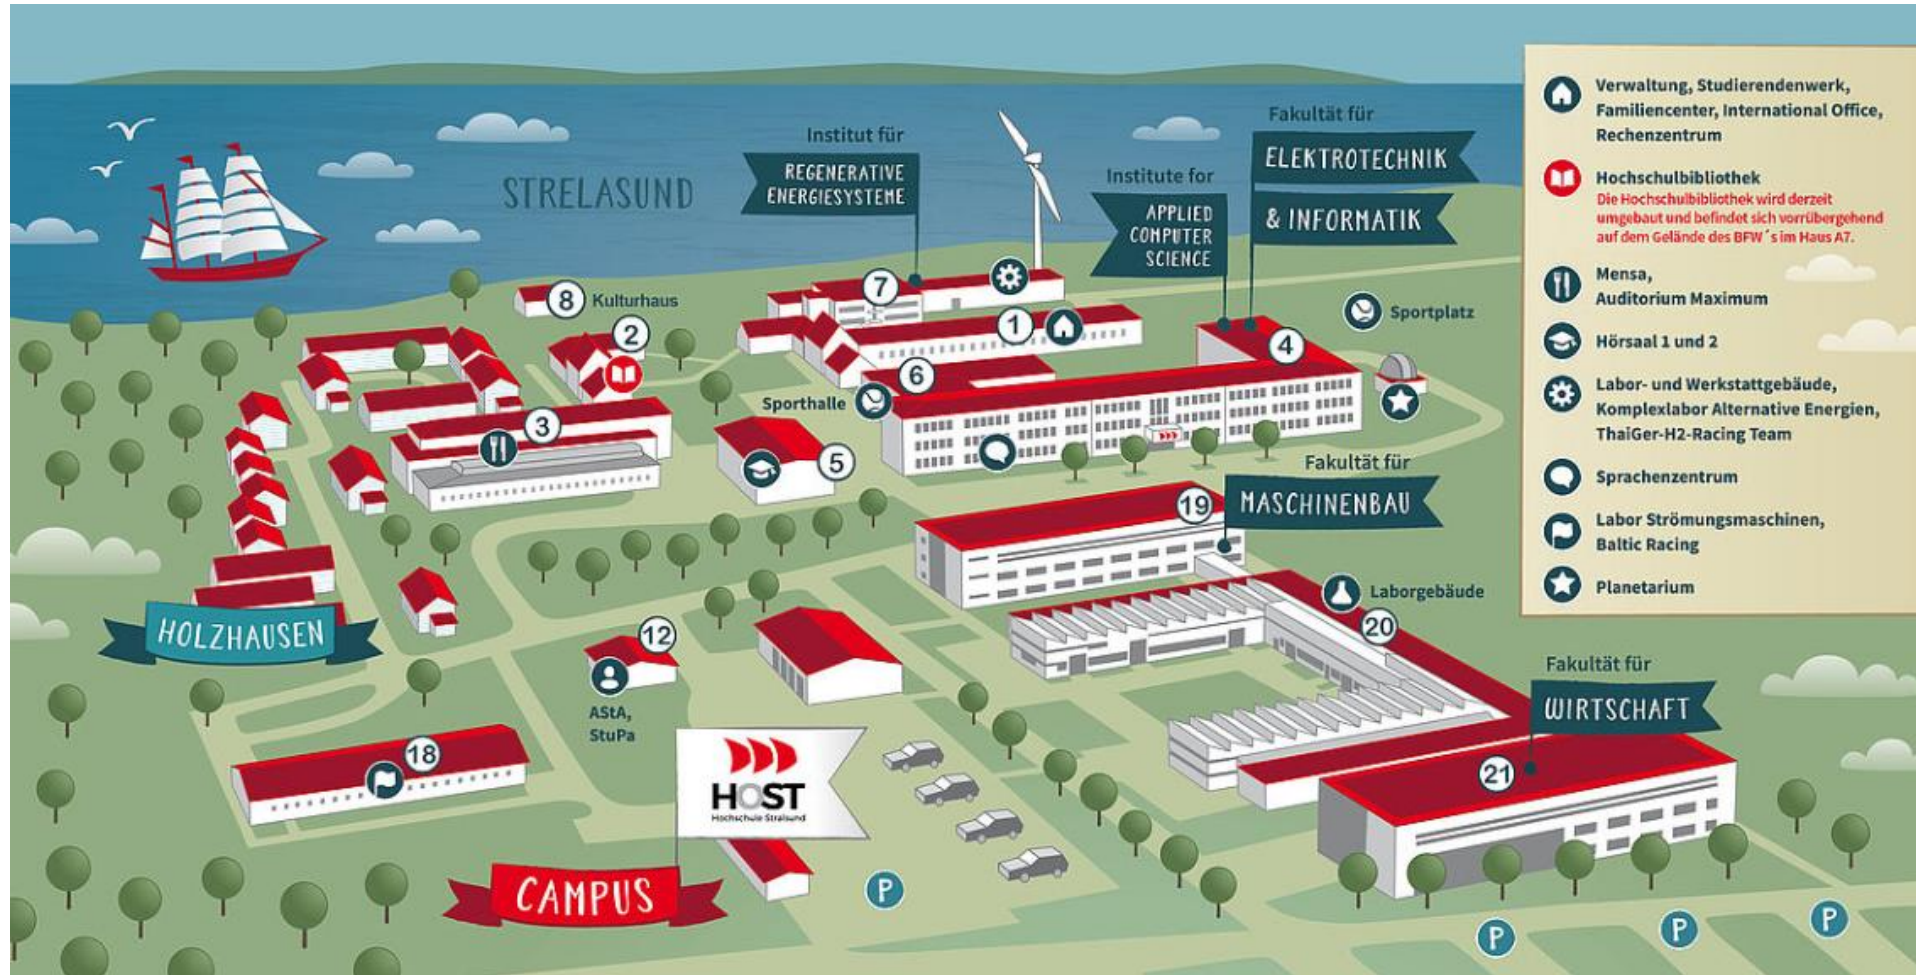 STRELASUND
Institut für
REGENERATIVE
ENERGIESYSTEME
Institute for
APPLIED
COMPUTER
SCIENCE
Fakultät für
ELEKTROTECHNIK
& INFORMATIK
8
Kulturhaus
2
7
1
4
Sportplatz
6
Sporthalle
3
5
Fakultät für
MASCHINENBAU
19
Laborgebäude
20
HOLZHAUSEN
12
AStA,
StuPa
Fakultät für
WIRTSCHAFT
21
18
HOST
Hochschule Stralsund
CAMPUS
P
P
P
P
Verwaltung, Studierendenwerk,
Familiencenter, International Office,
Rechenzentrum
Hochschulbibliothek
Die Hochschulbibliothek wird derzeit
umgebaut und befindet sich vorrübergehend
auf dem Gelände des BFW´s im Haus A7.
Mensa,
Auditorium Maximum
Hörsaal 1 und 2
Labor- und Werkstattgebäude,
Komplexlabor Alternative Energien,
ThaiGer-H2-Racing Team
Sprachenzentrum
Labor Strömungsmaschinen,
Baltic Racing
Planetarium